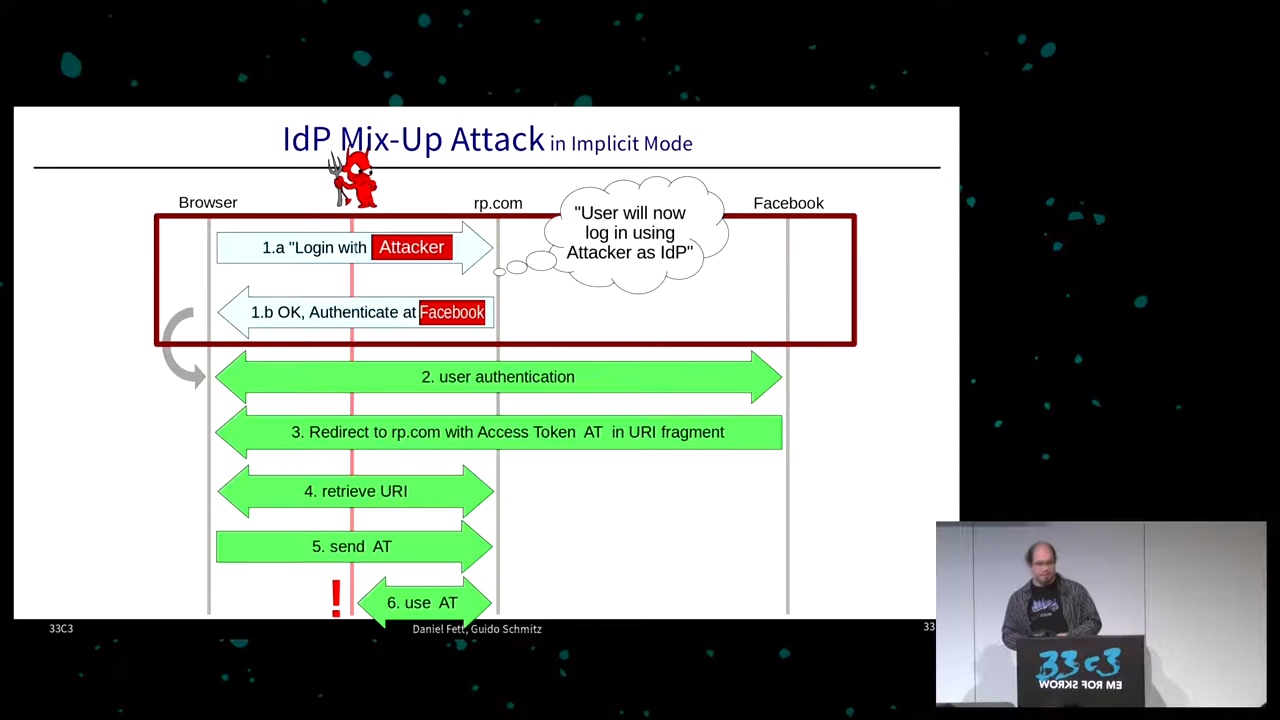 IdP Mix-Up Attack in Implicit Mode
Browser
rp.com
Facebook
"User will now
log in using
Attacker as IdP"
1.a "Login with Attacker
1.b OK, Authenticate at Facebook
2. user authentication
3. Redirect to rp.com with Access Token AT in URI fragment
4. retrieve URI
5. send AT
!
6. use AT
33C3
Daniel Fett, Guido Schmitz
33
33c3
WORKS FOR ME